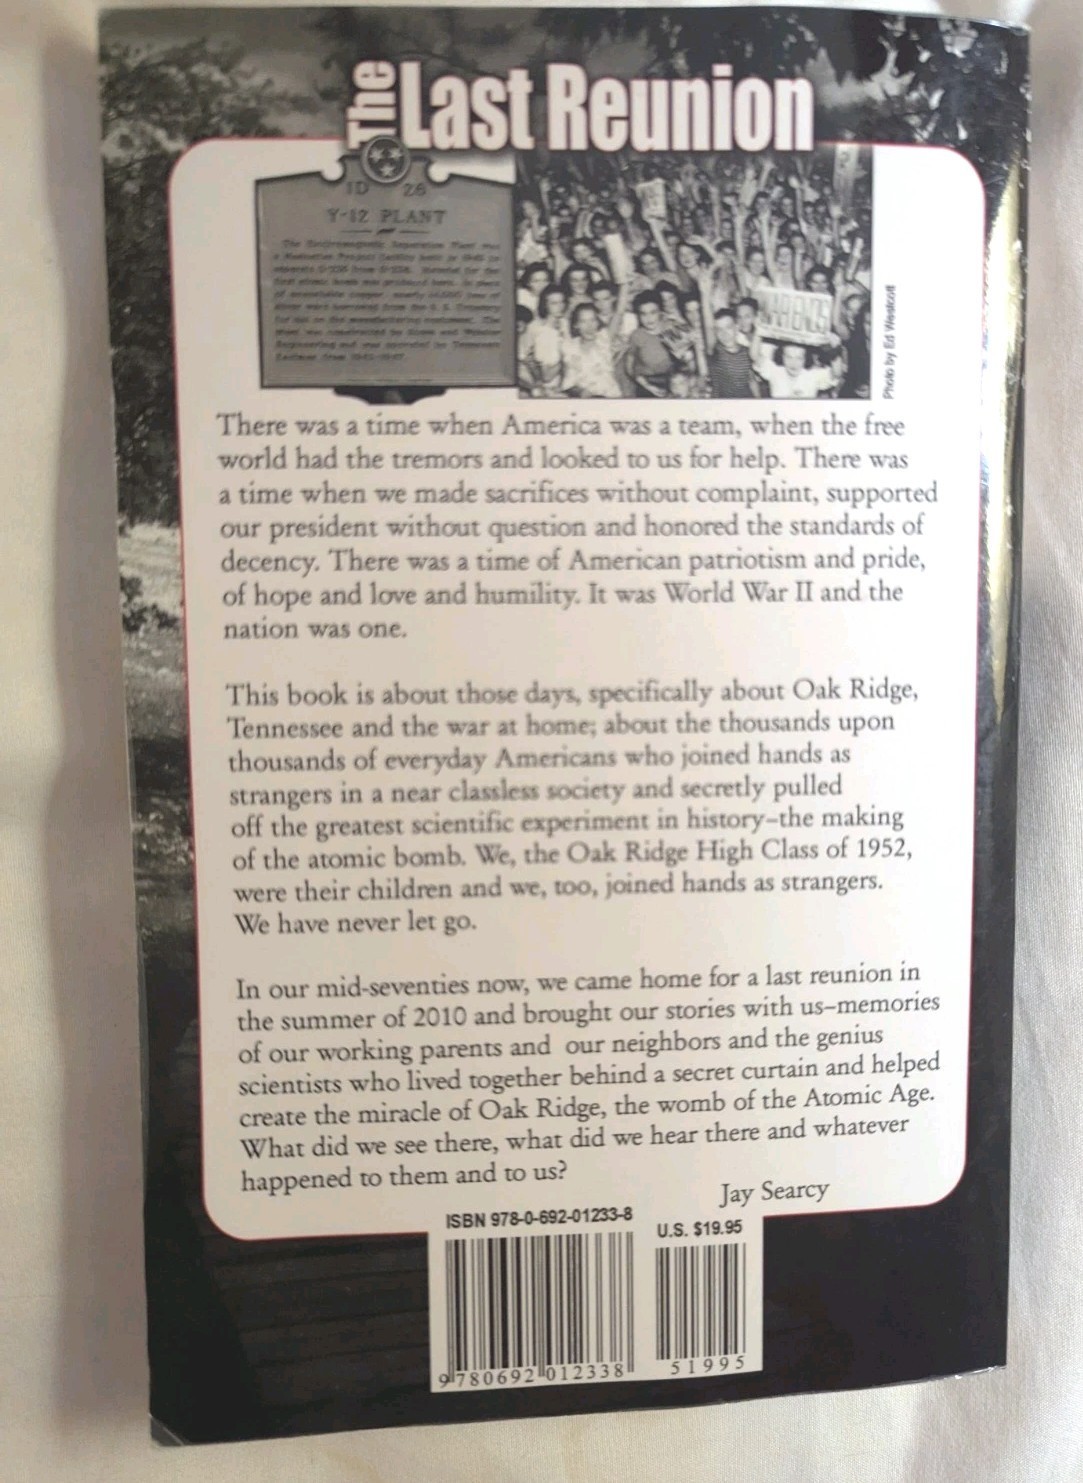 The Last Reunion
1D 26
Y-12 PLANT
WAR ENDS
Photo by Ed Westcott
There was a time when America was a team, when the free
world had the tremors and looked to us for help. There was
a time when we made sacrifices without complaint, supported
our president without question and honored the standards of
decency. There was a time of American patriotism and pride,
of hope and love and humility. It was World War II and the
nation was one.
This book is about those days, specifically about Oak Ridge,
Tennessee and the war at home; about the thousands upon
thousands of everyday Americans who joined hands as
strangers in a near classless society and secretly pulled
off the greatest scientific experiment in history–the making
of the atomic bomb. We, the Oak Ridge High Class of 1952,
were their children and we, too, joined hands as strangers.
We have never let go.
In our mid-seventies now, we came home for a last reunion in
the summer of 2010 and brought our stories with us–memories
of our working parents and our neighbors and the genius
scientists who lived together behind a secret curtain and helped
create the miracle of Oak Ridge, the womb of the Atomic Age.
What did we see there, what did we hear there and whatever
happened to them and to us?
Jay Searcy
ISBN 978-0-692-01233-8
U.S. $19.95
9 780692 012338
51995